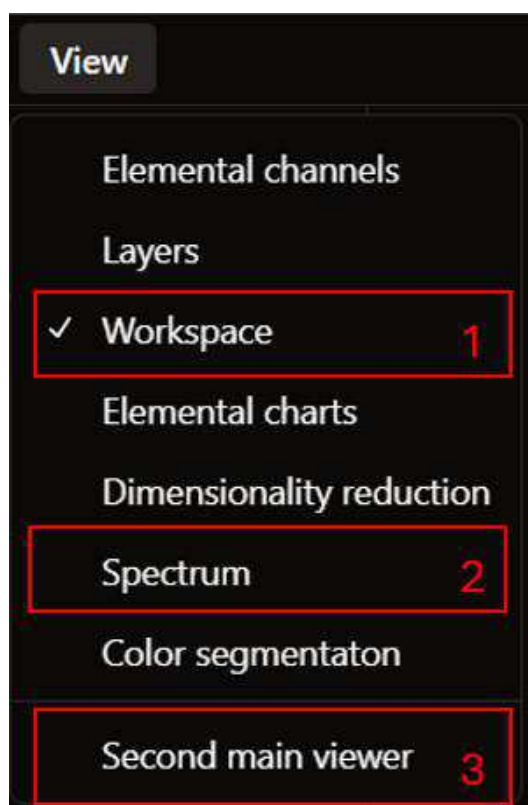 View
Elemental channels
Layers
✓ Workspace 1
Elemental charts
Dimensionality reduction
Spectrum 2
Color segmentaton
Second main viewer 3